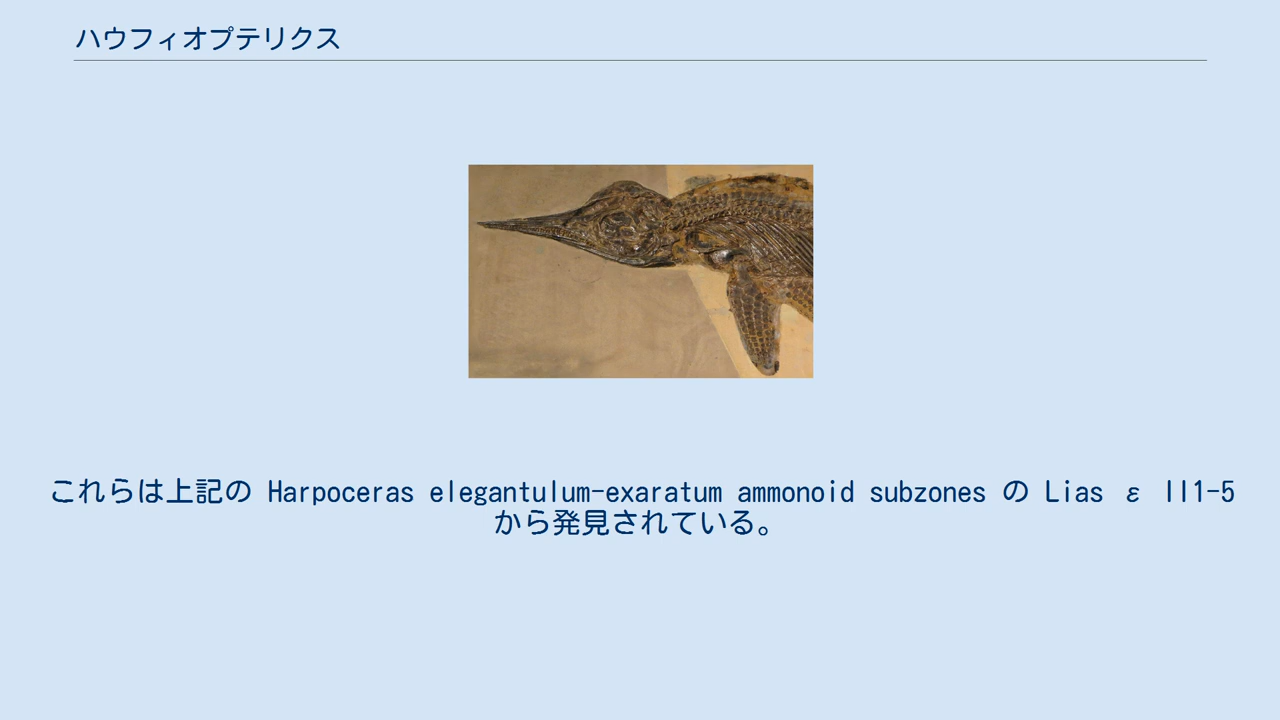 ハウフィオプテリクス
これらは上記の Harpoceras elegantulum-exaratum ammonoid subzones の Lias ε II1-5
から発見されている。